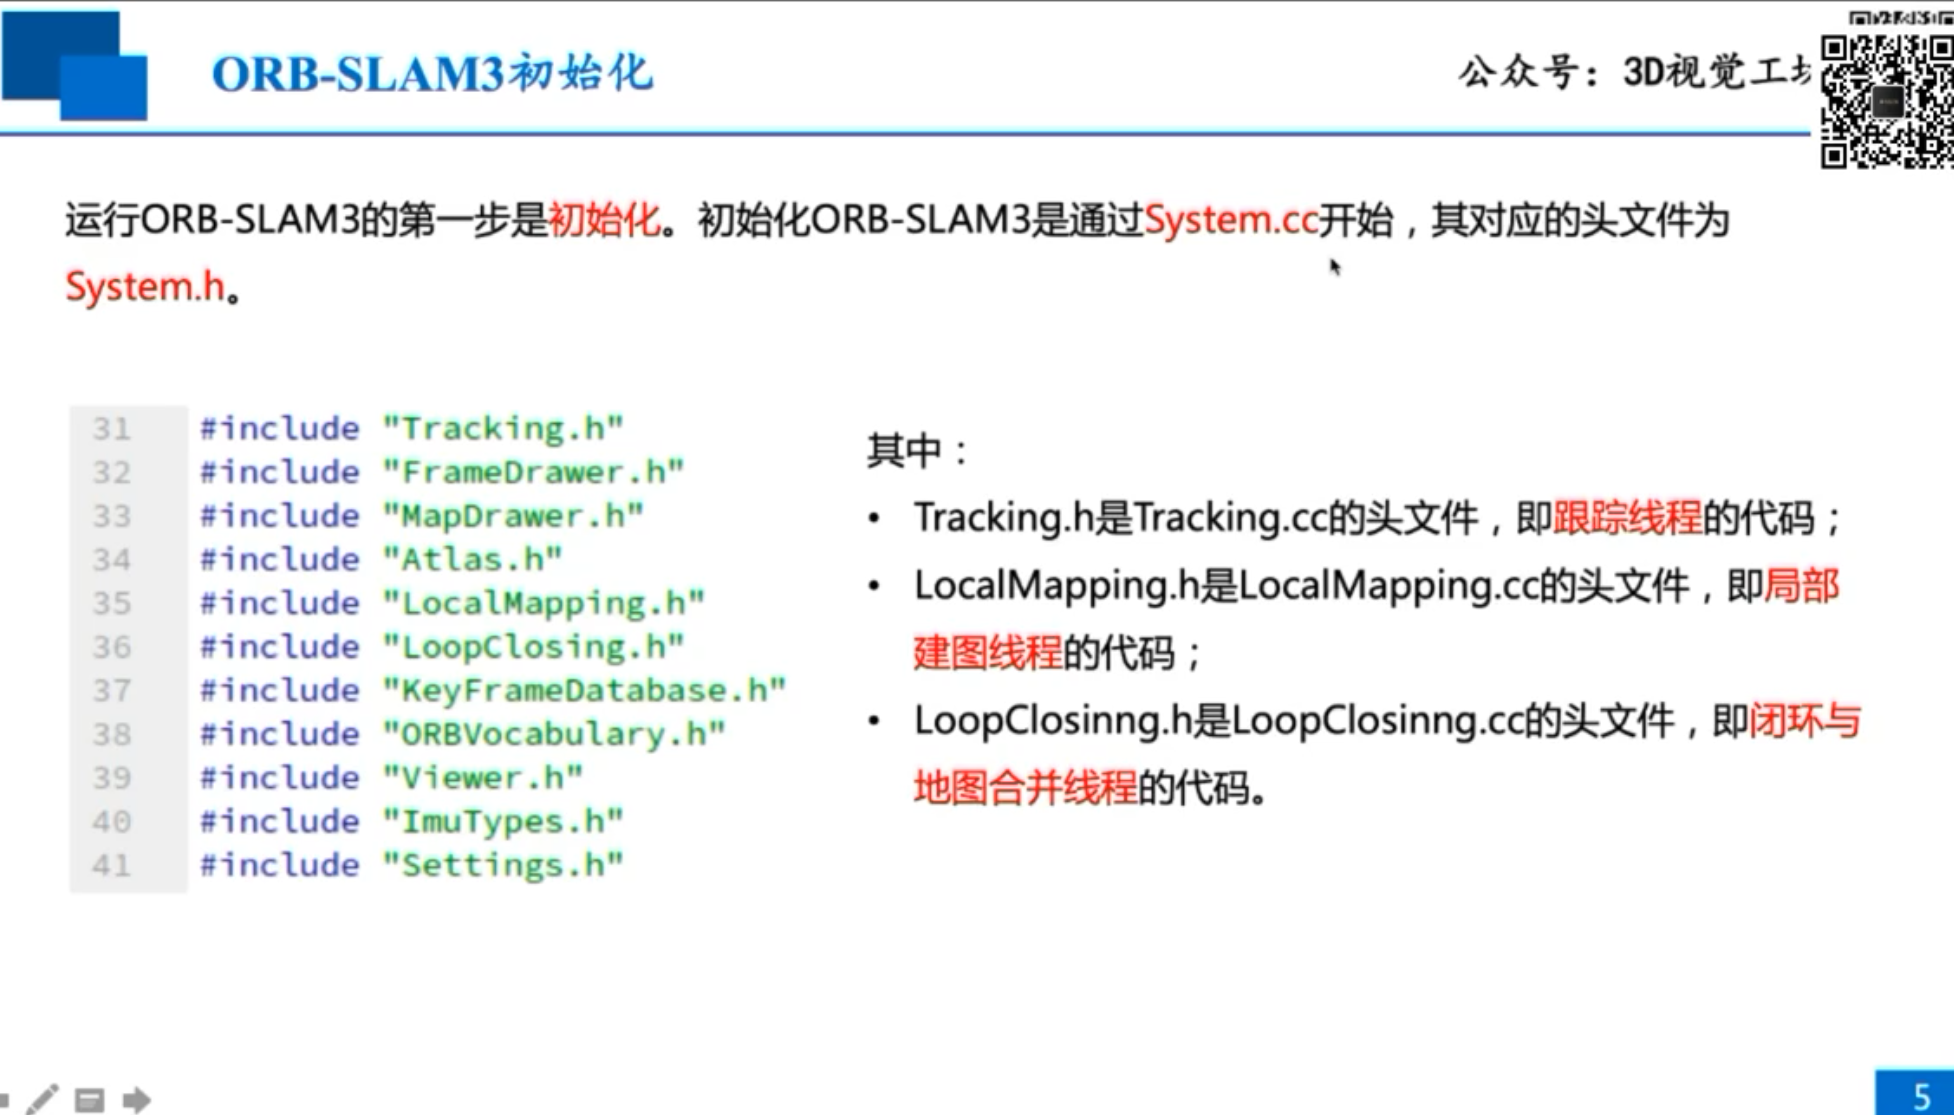 ORB-SLAM3初始化
公众号：3D视觉工
运行ORB-SLAM3的第一步是初始化。初始化ORB-SLAM3是通过System.cc开始，其对应的头文件为
System.h。
31 #include "Tracking.h"
32 #include "FrameDrawer.h"
33 #include "MapDrawer.h"
34 #include "Atlas.h"
35 #include "LocalMapping.h"
36 #include "LoopClosing.h"
37 #include "KeyFrameDatabase.h"
38 #include "ORBVocabulary.h"
39 #include "Viewer.h"
40 #include "ImuTypes.h"
41 #include "Settings.h"
其中：
• Tracking.h是Tracking.cc的头文件，即跟踪线程的代码；
• LocalMapping.h是LocalMapping.cc的头文件，即局部
建图线程的代码；
• LoopClosinng.h是LoopClosinng.cc的头文件，即闭环与
地图合并线程的代码。
5